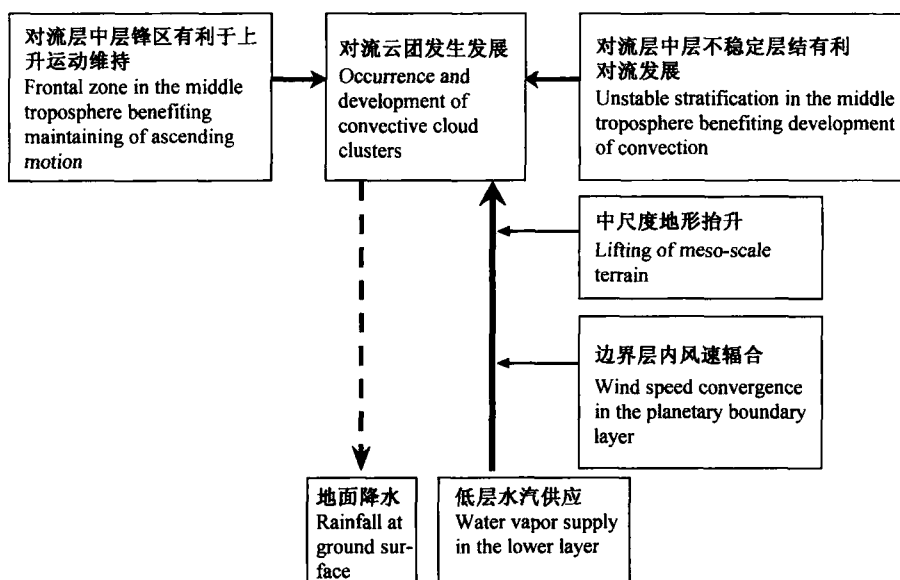 对流层中层锋区有利于上
升运动维持
Frontal zone in the middle
troposphere benefiting
maintaining of ascending
motion
对流云团发生发展
Occurrence and
development of
convective cloud
clusters
对流层中层不稳定层结有利
对流发展
Unstable stratification in the middle
troposphere benefiting development
of convection
中尺度地形抬升
Lifting of meso-scale
terrain
边界层内风速辐合
Wind speed convergence
in the planetary boundary
layer
地面降水
Rainfall at
ground sur-
face
低层水汽供应
Water vapor supply
in the lower layer